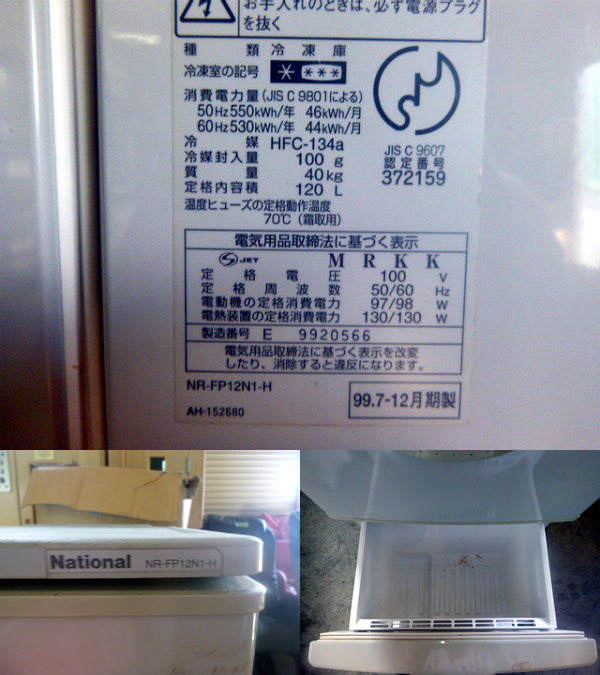 お手入れのときは、必ず電源プラグ
を抜く
種類 冷凍庫
冷凍室の記号 * ***
消費電力量(JIS C 9801による)
50Hz 550kWh/年 46kWh/月
60Hz 530kWh/年 44kWh/月
冷媒 HFC-134a
冷媒封入量 100 g
質量 40kg
定格内容積 120 L
温度ヒューズの定格動作温度
70℃(霜取用)
JIS C 9607
認定番号
372159
電気用品取締法に基づく表示
JET M R K K
定格電圧 100 V
定格周波数 50/60 Hz
電動機の定格消費電力 97/98 W
電熱装置の定格消費電力 130/130 W
製造番号 E 9920566
電気用品取締法に基づく表示を改変
したり、消除すると違反になります。
NR-FP12N1-H
99.7-12月期製
AH-152680
National NR-FP12N1-H